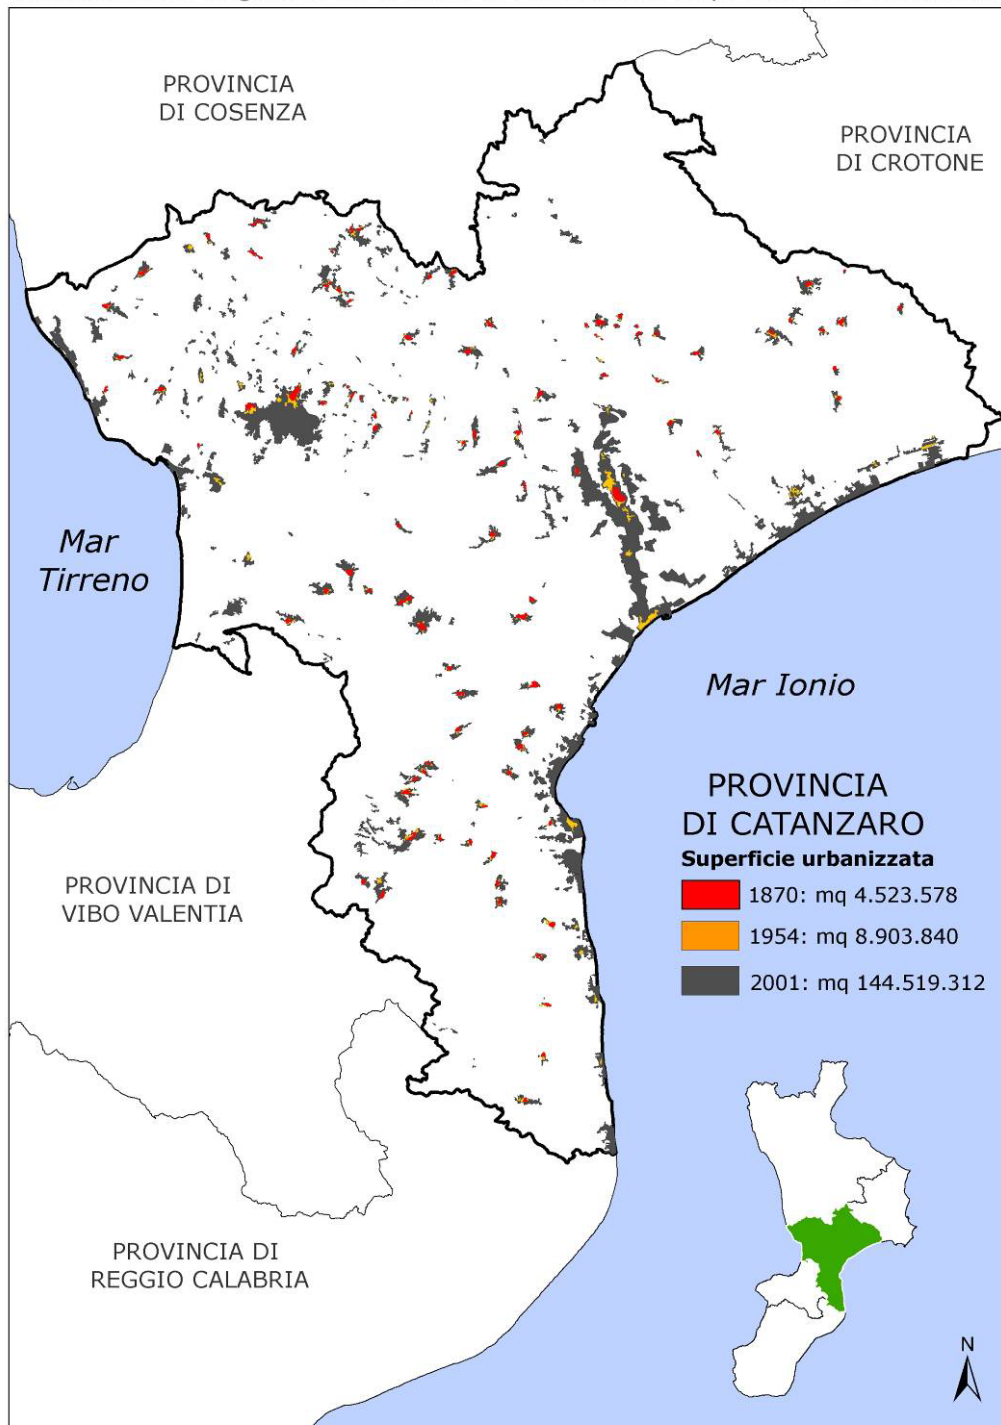 PROVINCIA
DI COSENZA
PROVINCIA
DI CROTONE
Mar
Tirreno
Mar Ionio
PROVINCIA
DI CATANZARO
Superficie urbanizzata
1870: mq 4.523.578
1954: mq 8.903.840
2001: mq 144.519.312
PROVINCIA DI
VIBO VALENTIA
PROVINCIA DI
REGGIO CALABRIA
N